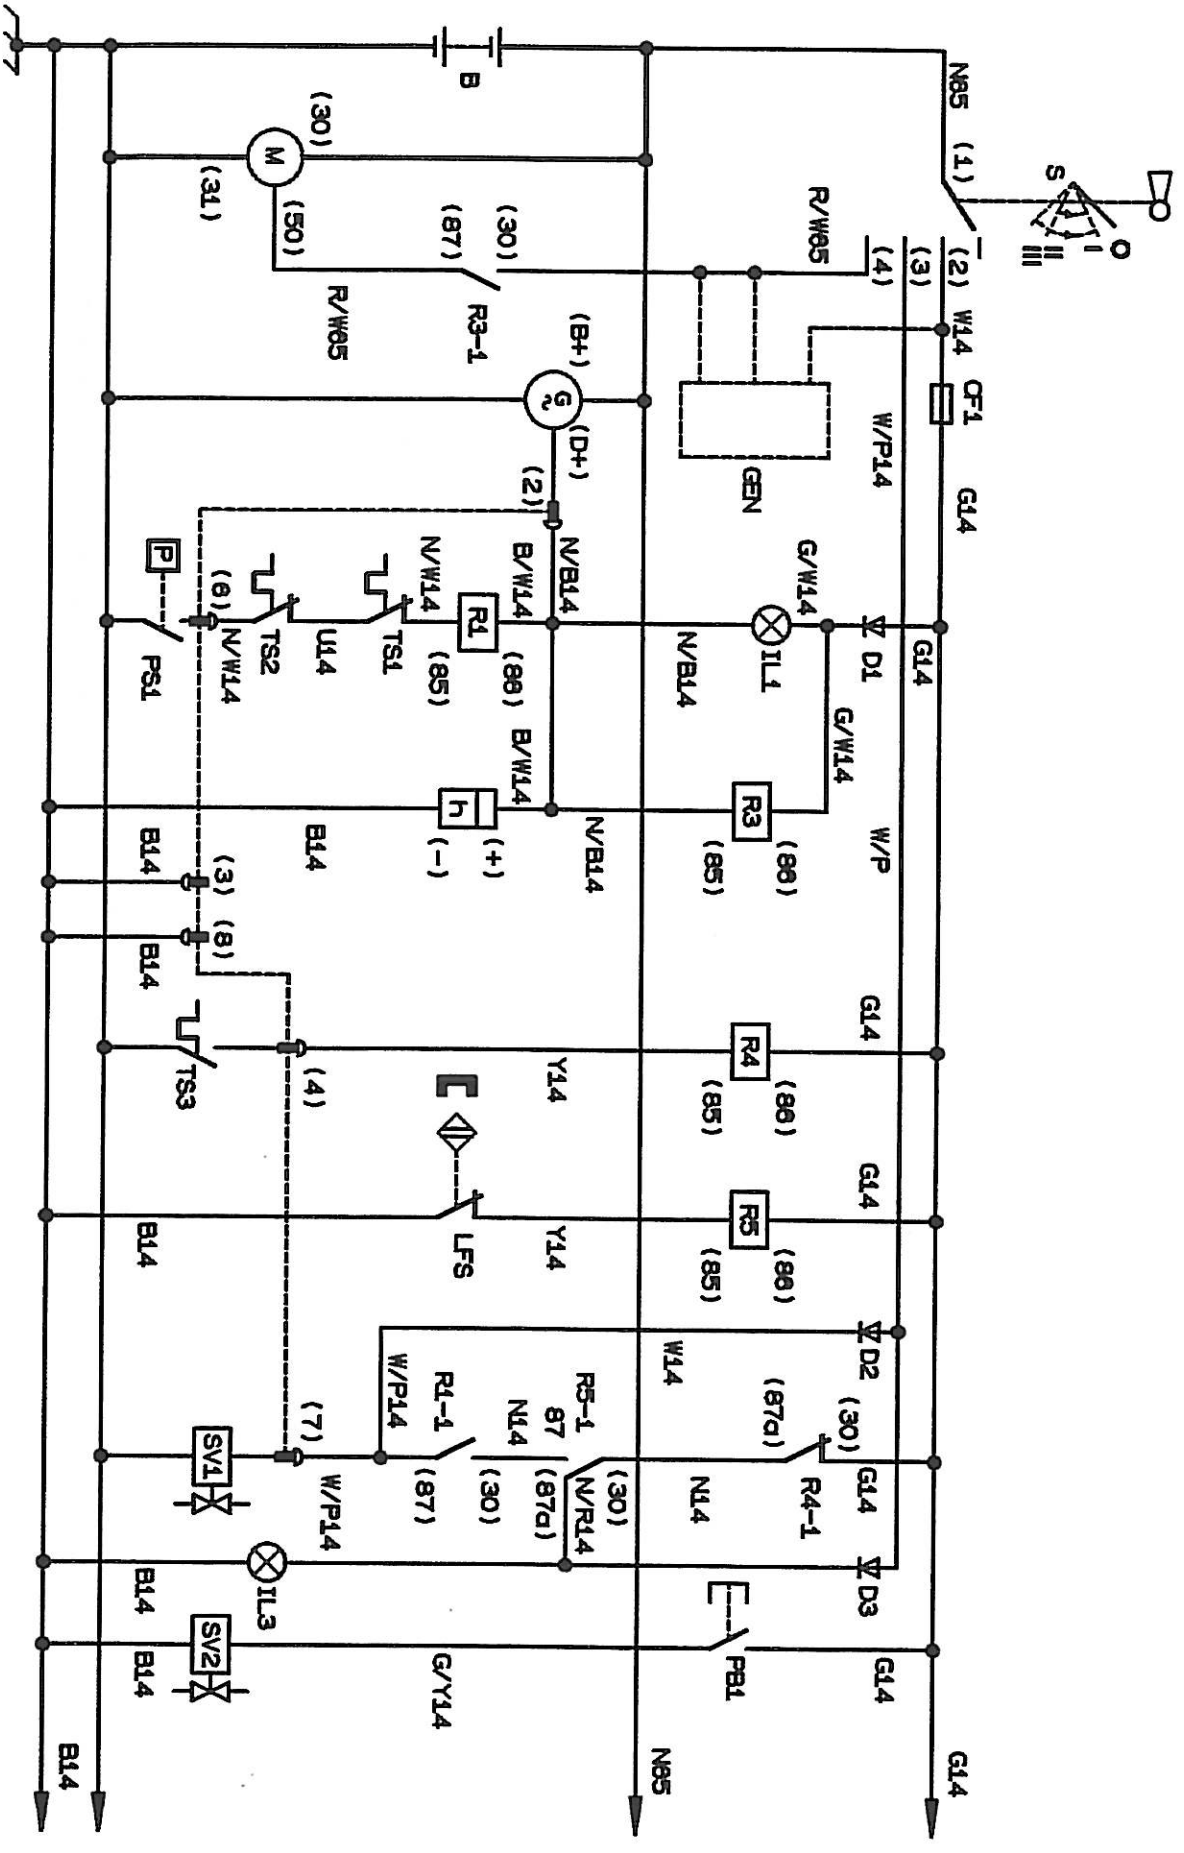 N65
(1)
S
O
I
II
III
(2)
(3)
(4)
R/W65
W14
CF1
G14
W/P14
B
(30)
M
(31)
(50)
(30)
(87)
R3-1
R/W65
GEN
(B+)
G
~
(D+)
(2)
N/B14
B/W14
G/W14
D1
G14
IL1
N/B14
G/W14
N/W14
R1
(86)
(85)
TS1
U14
TS2
(6)
N/W14
P
PS1
B/W14
h
(+)
(-)
B14
N/B14
R3
(86)
(85)
W/P
(3)
B14
(8)
B14
G14
R4
(86)
(85)
Y14
(4)
TS3
G14
R5
(86)
(85)
Y14
LFS
B14
D2
W14
W/P14
(30)
(87a)
R4-1
G14
N14
R5-1
87
(30)
(87a)
N/R14
N14
R1-1
(30)
(87)
(7)
W/P14
SV1
D3
IL3
B14
PB1
G14
G/Y14
SV2
B14
G14
N65
B14